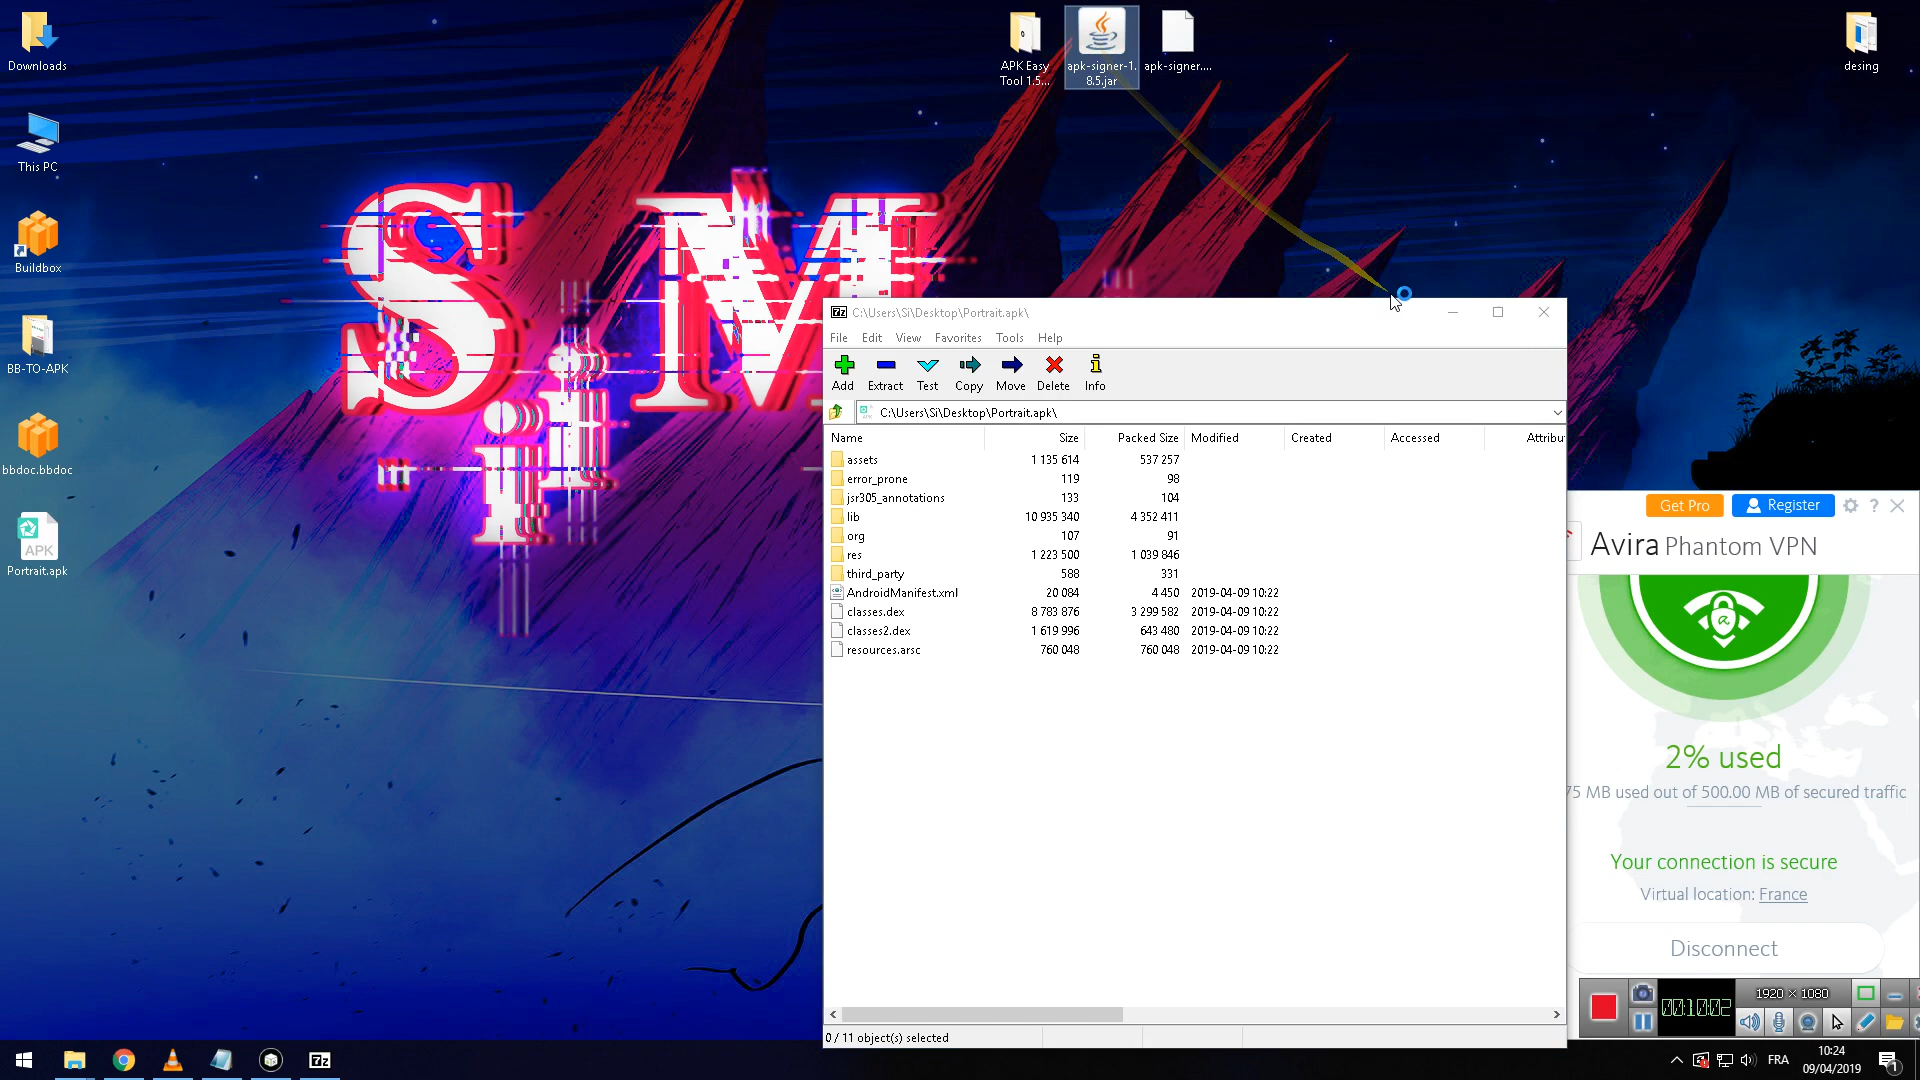 Downloads
This PC
Buildbox
BB-TO-APK
bbdoc.bbdoc
APK
Portrait.apk
APK Easy
Tool 1.5...
apk-signer-1.
8.5.jar
apk-signer....
desing
S.M
7z C:\Users\Si\Desktop\Portrait.apk\
File Edit View Favorites Tools Help
Add Extract Test Copy Move Delete Info
C:\Users\Si\Desktop\Portrait.apk\
Name Size Packed Size Modified Created Accessed Attribu
assets 1 135 614 537 257
error_prone 119 98
jsr305_annotations 133 104
lib 10 935 340 4 352 411
org 107 91
res 1 223 500 1 039 846
third_party 588 331
AndroidManifest.xml 20 084 4 450 2019-04-09 10:22
classes.dex 8 783 876 3 299 582 2019-04-09 10:22
classes2.dex 1 619 996 643 480 2019-04-09 10:22
resources.arsc 760 048 760 048 2019-04-09 10:22
0 / 11 object(s) selected
Get Pro Register ?
Avira Phantom VPN
2% used
75 MB used out of 500.00 MB of secured traffic
Your connection is secure
Virtual location: France
Disconnect
00:10:02
1920 × 1080
7z
FRA
10:24
09/04/2019
1